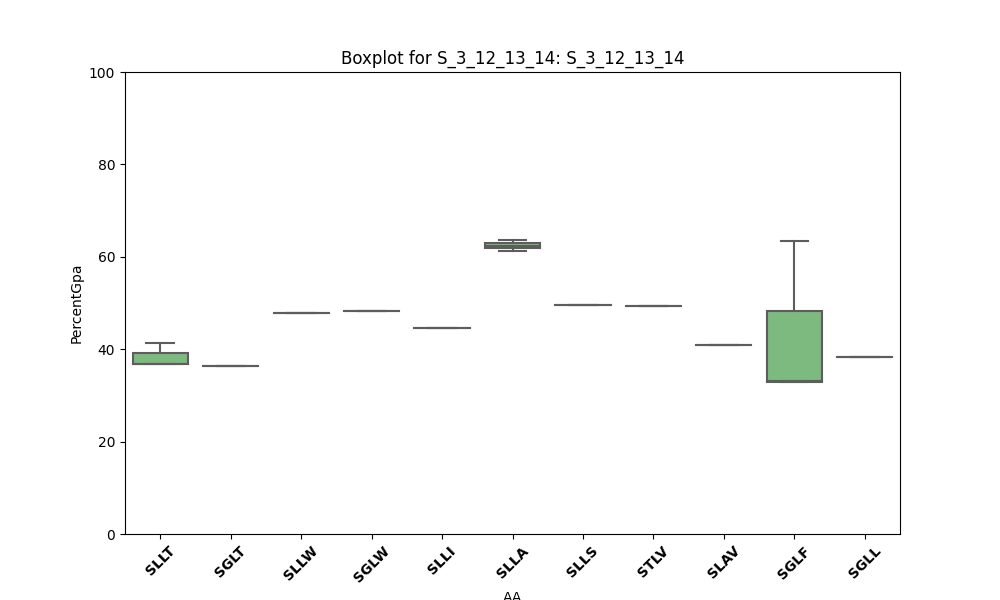 Boxplot for S_3_12_13_14: S_3_12_13_14
PercentGpa
100
80
60
40
20
0
SLLT
SGLT
SLLW
SGLW
SLLI
SLLA
SLLS
STLV
SLAV
SGLF
SGLL
AA